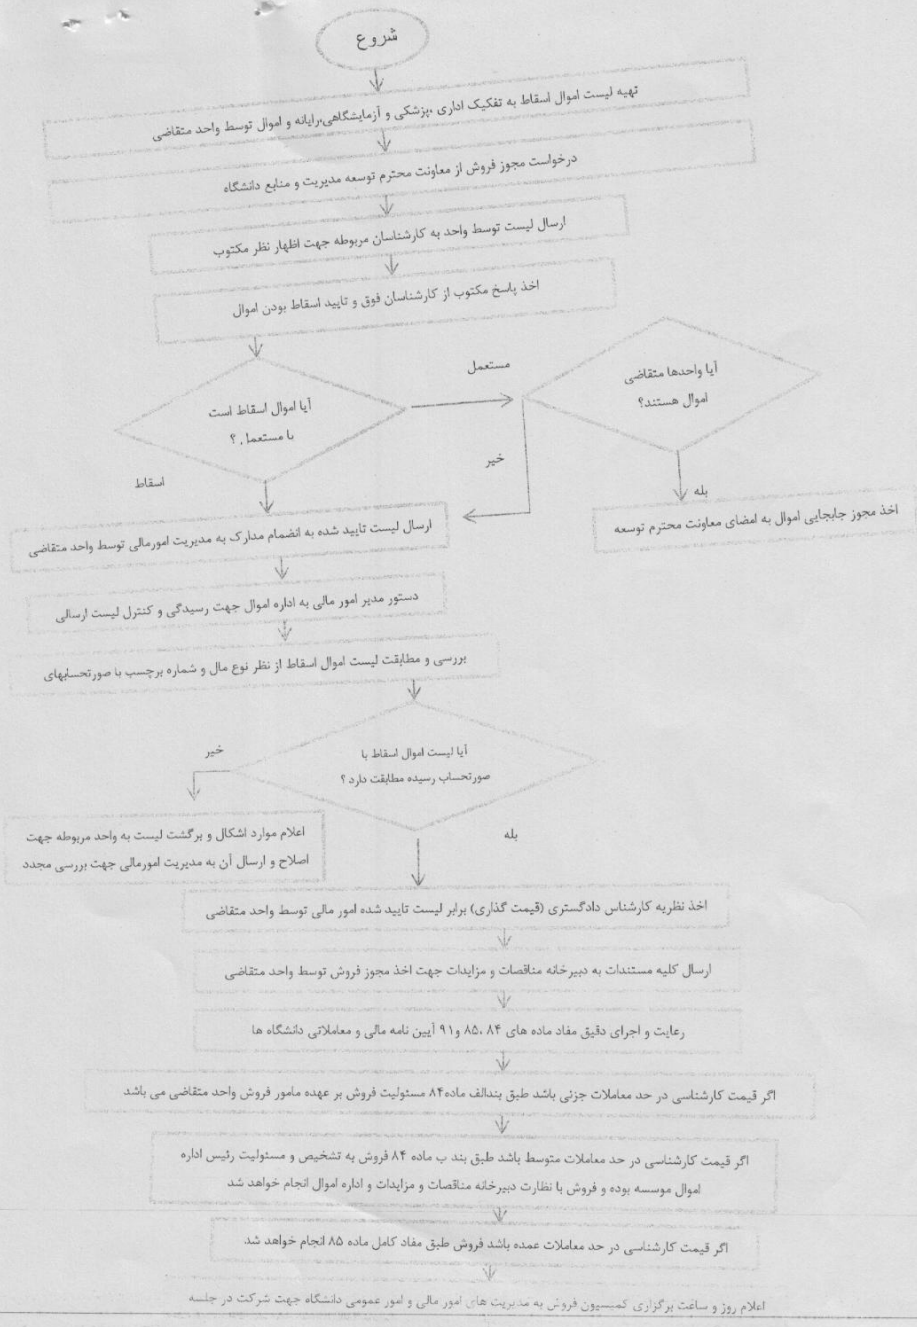 شروع
تهیه لیست اموال اسقاط به تفکیک اداری ،پزشکی و آزمایشگاهی،رایانه و اموال توسط واحد متقاضی
درخواست مجوز فروش از معاونت محترم توسعه مدیریت و منابع دانشگاه
ارسال لیست توسط واحد به کارشناسان مربوطه جهت اظهار نظر مکتوب
اخذ پاسخ مکتوب از کارشناسان فوق و تایید اسقاط بودن اموال
آیا واحدها متقاضی
اموال هستند؟
مستعمل
آیا اموال اسقاط است
یا مستعمل ؟
خیر
اسقاط
بله
اخذ مجوز جابجایی اموال به امضای معاونت محترم توسعه
ارسال لیست تایید شده به انضمام مدارک به مدیریت امورمالی توسط واحد متقاضی
دستور مدیر امور مالی به اداره اموال جهت رسیدگی و کنترل لیست ارسالی
بررسی و مطابقت لیست اموال اسقاط از نظر نوع مال و شماره برچسب با صورتحسابهای
آیا لیست اموال اسقاط با
صورتحساب رسیده مطابقت دارد ؟
خیر
بله
اعلام موارد اشکال و برگشت لیست به واحد مربوطه جهت
اصلاح و ارسال آن به مدیریت امورمالی جهت بررسی مجدد
اخذ نظریه کارشناس دادگستری (قیمت گذاری) برابر لیست تایید شده امور مالی توسط واحد متقاضی
ارسال کلیه مستندات به دبیرخانه مناقصات و مزایدات جهت اخذ مجوز فروش توسط واحد متقاضی
رعایت و اجرای دقیق مفاد ماده های ۸۴ ،۸۵ و۹۱ آیین نامه مالی و معاملاتی دانشگاه ها
اگر قیمت کارشناسی در حد معاملات جزئی باشد طبق بندالف ماده۸۴ مسئولیت فروش بر عهده مامور فروش واحد متقاضی می باشد
اگر قیمت کارشناسی در حد معاملات متوسط باشد طبق بند ب ماده ۸۴ فروش به تشخیص و مسئولیت رئیس اداره
اموال موسسه بوده و فروش با نظارت دبیرخانه مناقصات و مزایدات و اداره اموال انجام خواهد شد
اگر قیمت کارشناسی در حد معاملات عمده باشد فروش طبق مفاد کامل ماده ۸۵ انجام خواهد شد.
اعلام روز و ساعت برگزاری کمیسیون فروش به مدیریت های امور مالی و امور عمومی دانشگاه جهت شرکت در جلسه